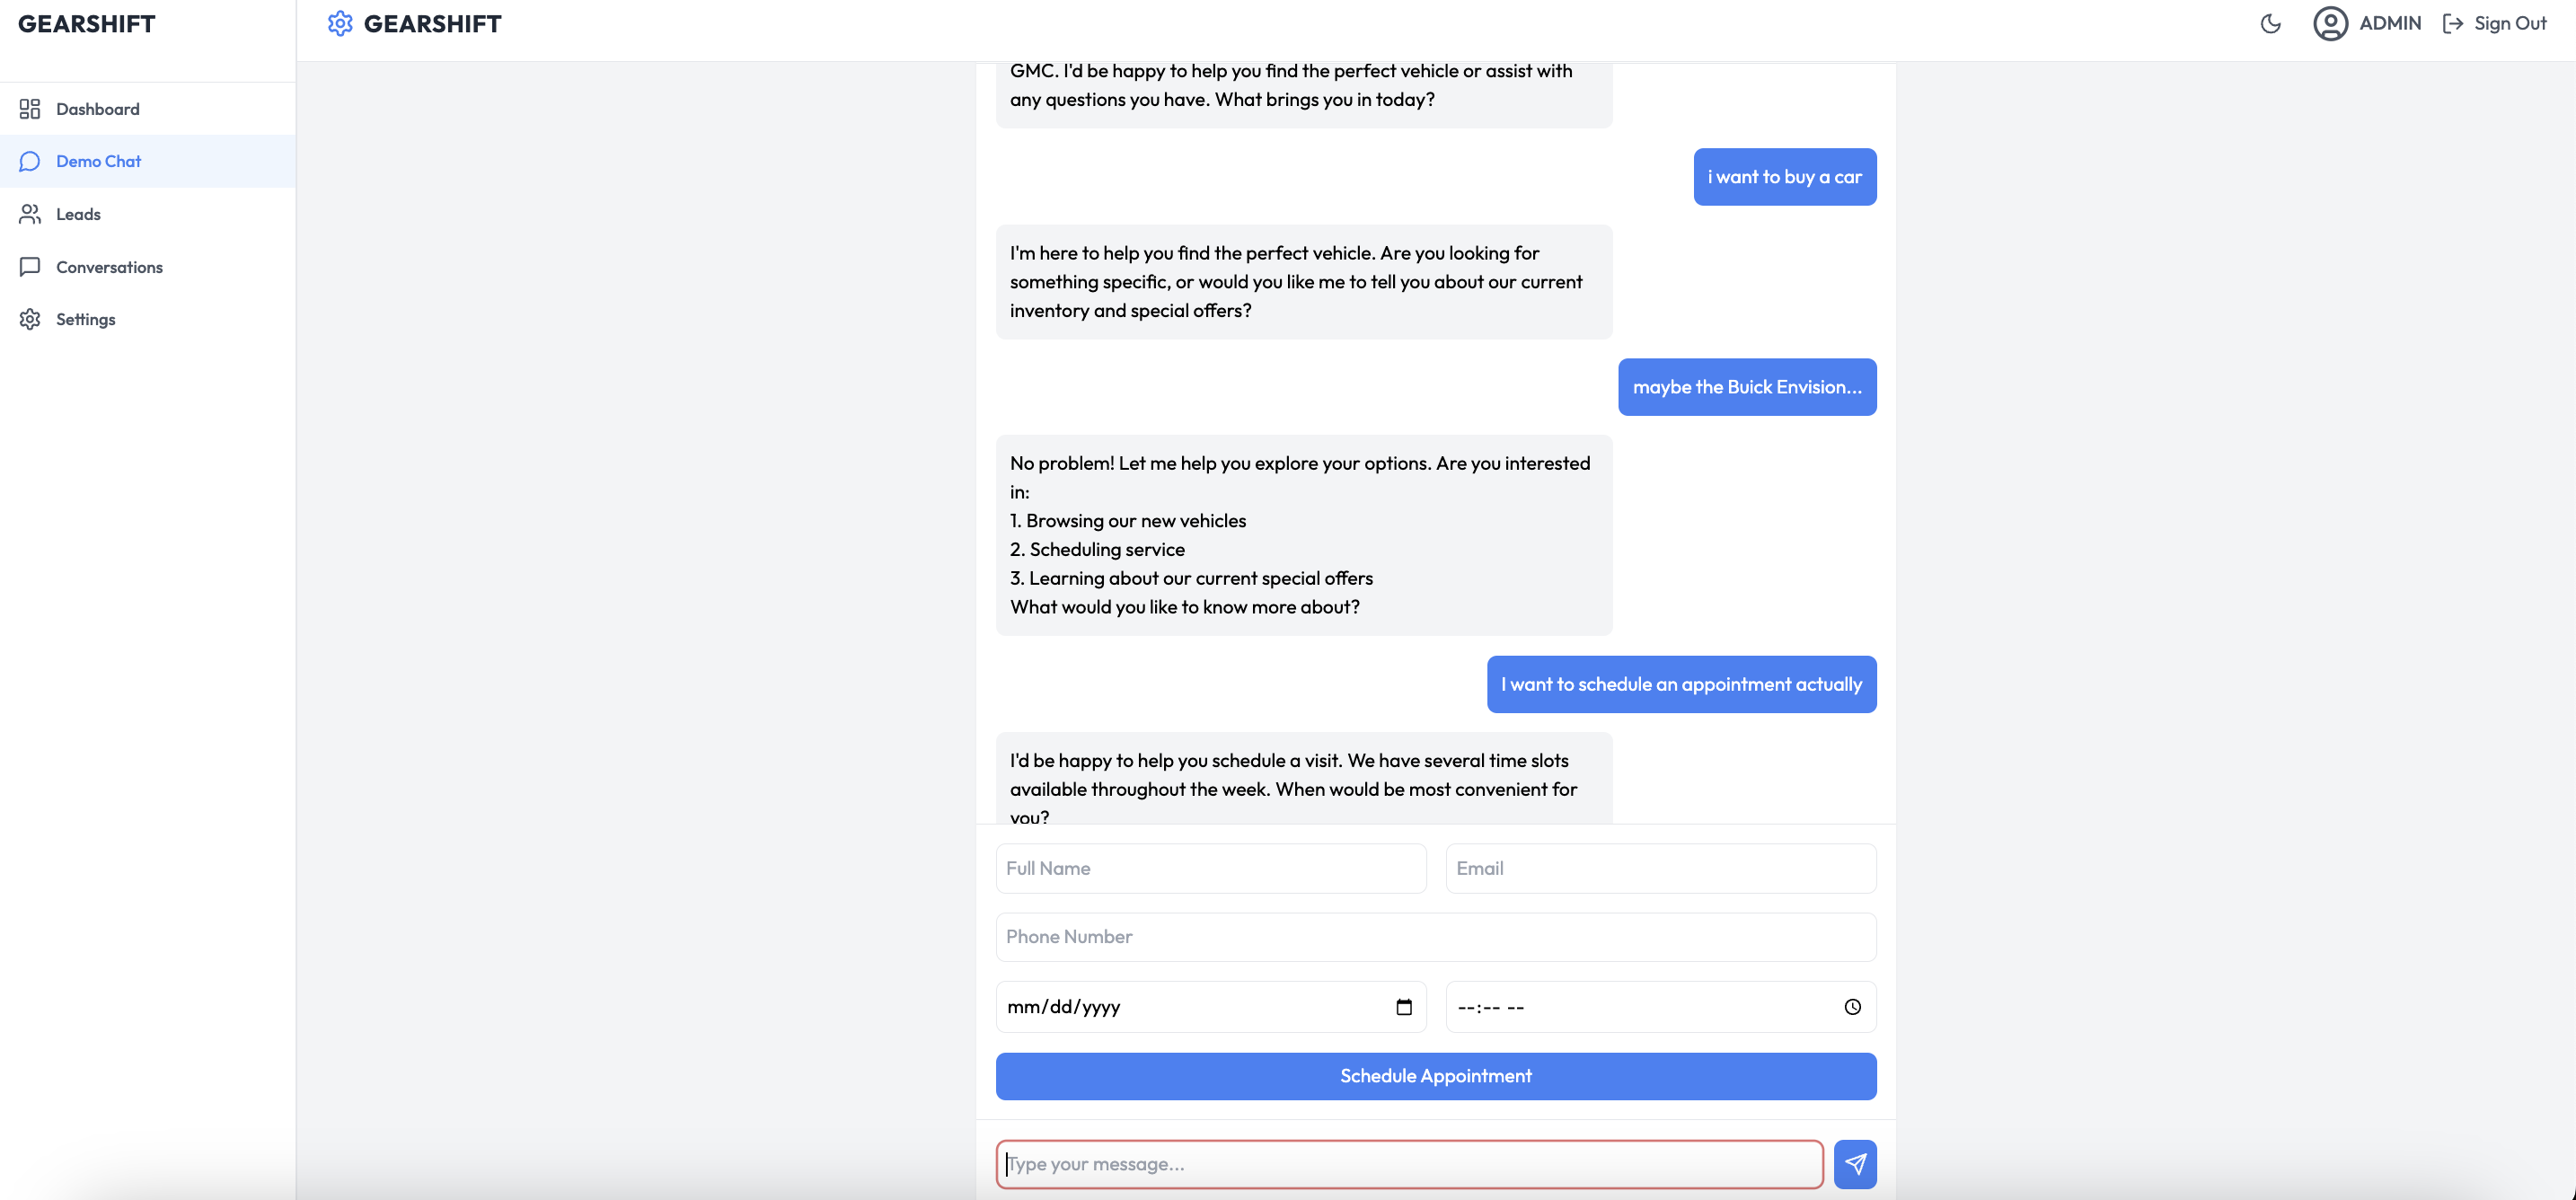 GEARSHIFT
Dashboard
Demo Chat
Leads
Conversations
Settings
GEARSHIFT
ADMIN
Sign Out
GMC. I'd be happy to help you find the perfect vehicle or assist with
any questions you have. What brings you in today?
i want to buy a car
I'm here to help you find the perfect vehicle. Are you looking for
something specific, or would you like me to tell you about our current
inventory and special offers?
maybe the Buick Envision...
No problem! Let me help you explore your options. Are you interested
in:
1. Browsing our new vehicles
2. Scheduling service
3. Learning about our current special offers
What would you like to know more about?
I want to schedule an appointment actually
I'd be happy to help you schedule a visit. We have several time slots
available throughout the week. When would be most convenient for
you?
Full Name
Email
Phone Number
mm/dd/yyyy
--:-- --
Schedule Appointment
Type your message...